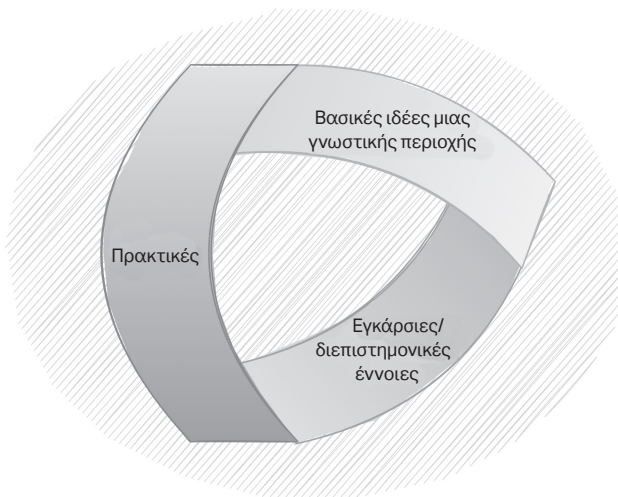 Βασικές ιδέες μιας
γνωστικής περιοχής
Πρακτικές
Εγκάρσιες/
διεπιστημονικές
έννοιες